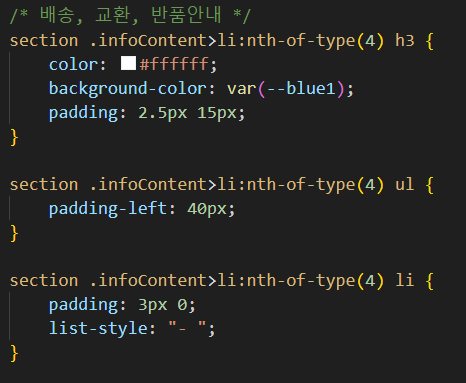 /* 배송, 교환, 반품안내 */
section .infoContent>li:nth-of-type(4) h3 {
    color: #ffffff;
    background-color: var(--blue1);
    padding: 2.5px 15px;
}

section .infoContent>li:nth-of-type(4) ul {
    padding-left: 40px;
}

section .infoContent>li:nth-of-type(4) li {
    padding: 3px 0;
    list-style: "- ";
}